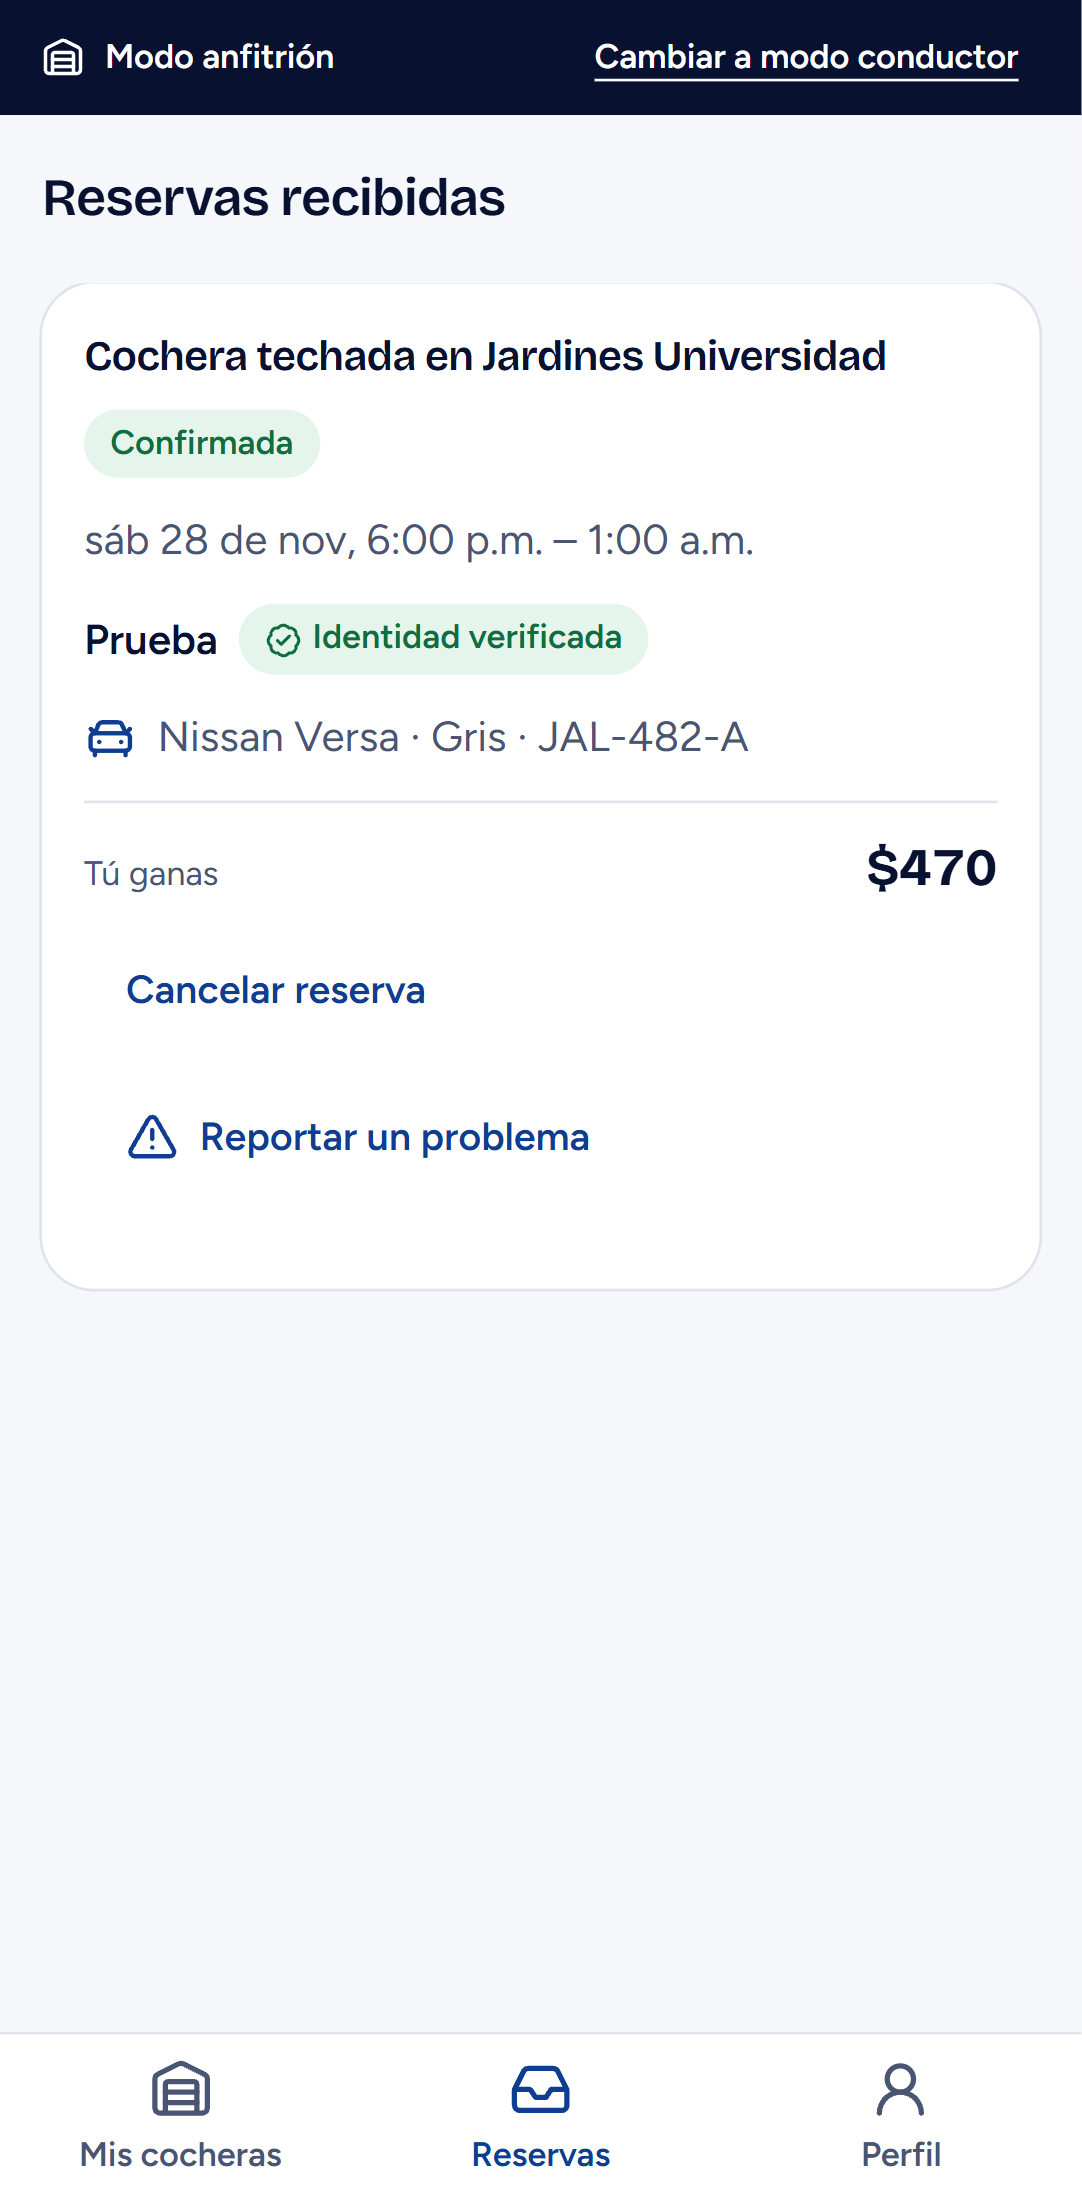 Modo anfitrión
Cambiar a modo conductor
Reservas recibidas
Cochera techada en Jardines Universidad
Confirmada
sáb 28 de nov, 6:00 p.m. – 1:00 a.m.
Prueba
Identidad verificada
Nissan Versa · Gris · JAL-482-A
Tú ganas
$470
Cancelar reserva
Reportar un problema
Mis cocheras
Reservas
Perfil